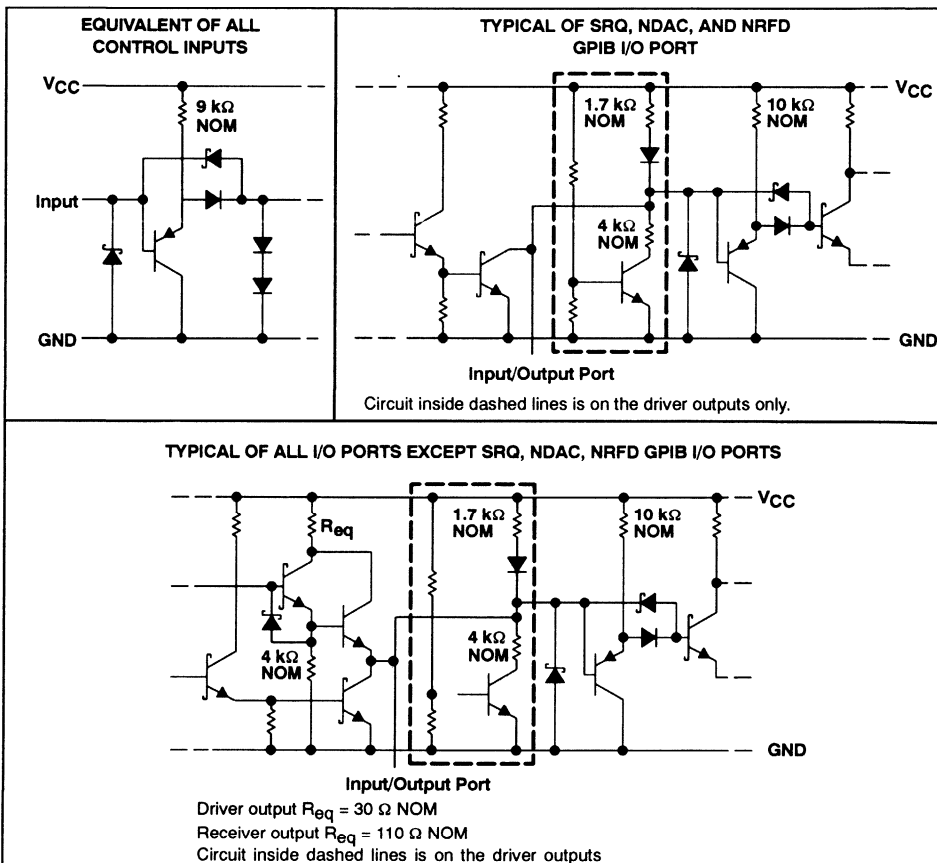 EQUIVALENT OF ALL
CONTROL INPUTS
VCC
9 kΩ
NOM
Input
GND
TYPICAL OF SRQ, NDAC, AND NRFD
GPIB I/O PORT
VCC
1.7 kΩ
NOM
10 kΩ
NOM
4 kΩ
NOM
GND
Input/Output Port
Circuit inside dashed lines is on the driver outputs only.
TYPICAL OF ALL I/O PORTS EXCEPT SRQ, NDAC, NRFD GPIB I/O PORTS
VCC
Req
1.7 kΩ
NOM
10 kΩ
NOM
4 kΩ
NOM
4 kΩ
NOM
GND
Input/Output Port
Driver output Req = 30 Ω NOM
Receiver output Req = 110 Ω NOM
Circuit inside dashed lines is on the driver outputs